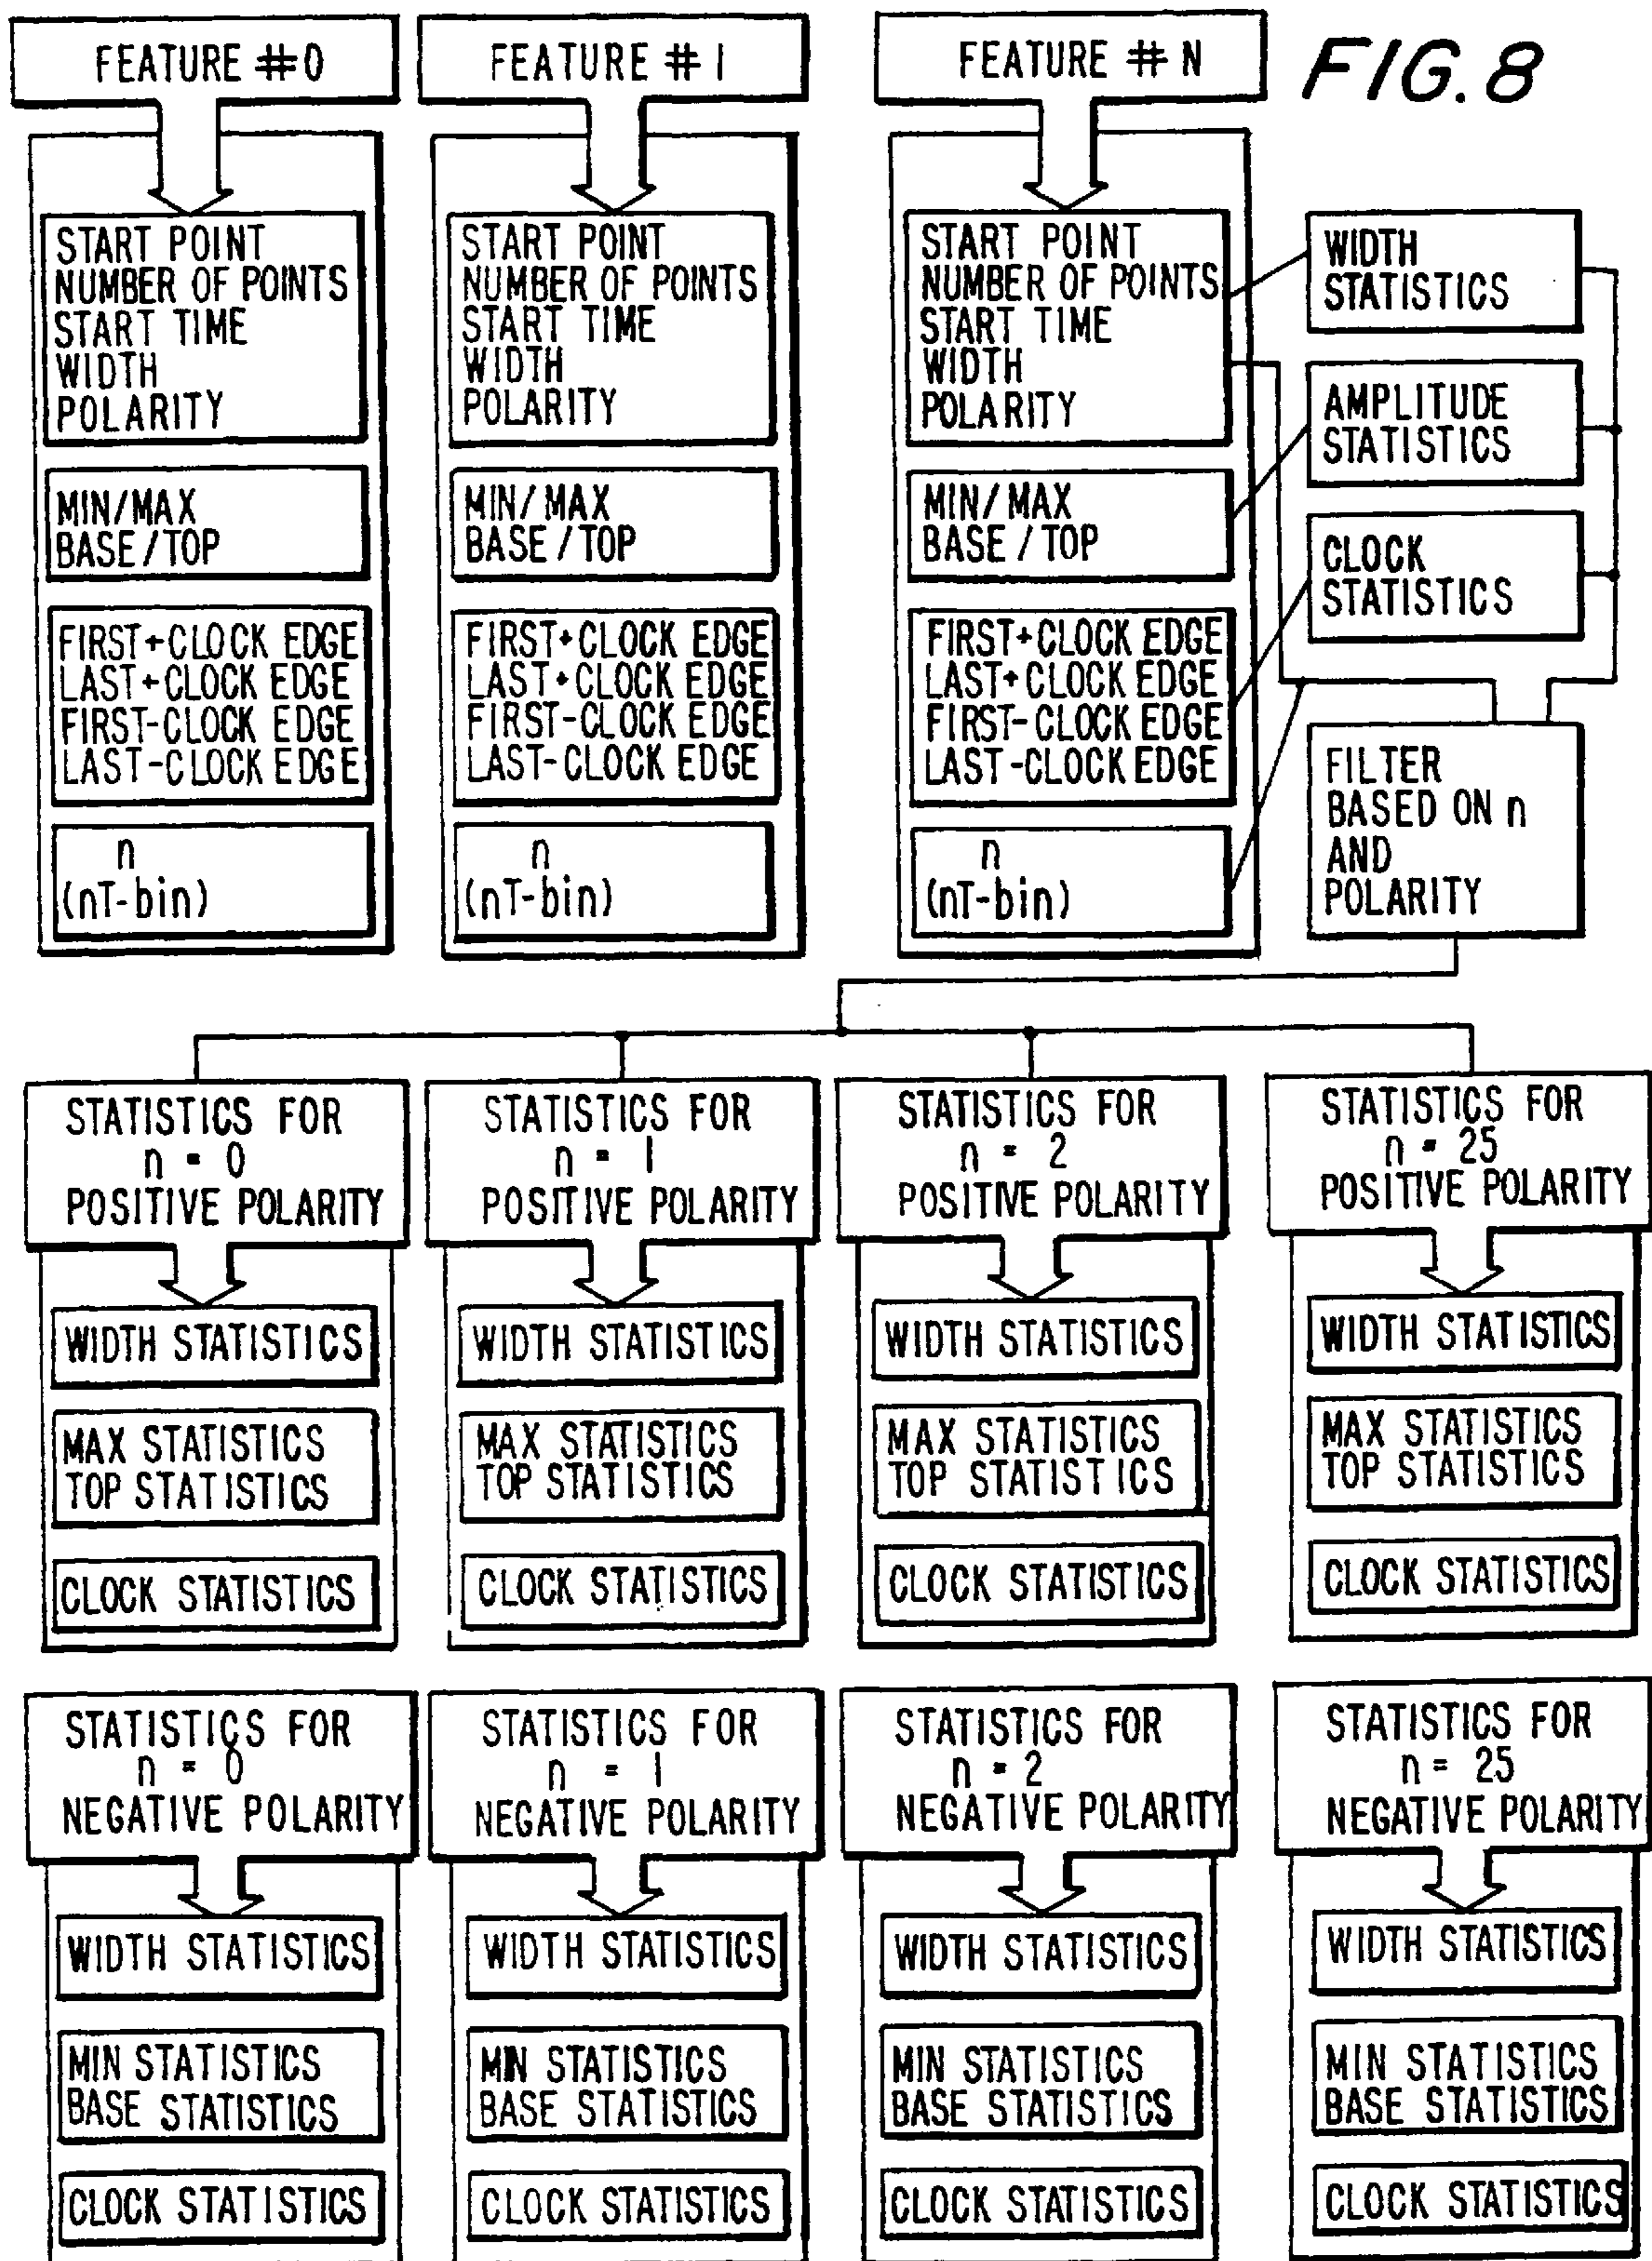 FIG. 8
FEATURE # 0
START POINT
NUMBER OF POINTS
START TIME
WIDTH
POLARITY
MIN/MAX
BASE/TOP
FIRST+CLOCK EDGE
LAST+CLOCK EDGE
FIRST-CLOCK EDGE
LAST-CLOCK EDGE
n
(nT-bin)
FEATURE # 1
START POINT
NUMBER OF POINTS
START TIME
WIDTH
POLARITY
MIN/MAX
BASE/TOP
FIRST+CLOCK EDGE
LAST+CLOCK EDGE
FIRST-CLOCK EDGE
LAST-CLOCK EDGE
n
(nT-bin)
FEATURE # N
START POINT
NUMBER OF POINTS
START TIME
WIDTH
POLARITY
MIN/MAX
BASE/TOP
FIRST+CLOCK EDGE
LAST+CLOCK EDGE
FIRST-CLOCK EDGE
LAST-CLOCK EDGE
n
(nT-bin)
WIDTH
STATISTICS
AMPLITUDE
STATISTICS
CLOCK
STATISTICS
FILTER
BASED ON n
AND
POLARITY
STATISTICS FOR
n = 0
POSITIVE POLARITY
WIDTH STATISTICS
MAX STATISTICS
TOP STATISTICS
CLOCK STATISTICS
STATISTICS FOR
n = 1
POSITIVE POLARITY
WIDTH STATISTICS
MAX STATISTICS
TOP STATISTICS
CLOCK STATISTICS
STATISTICS FOR
n = 2
POSITIVE POLARITY
WIDTH STATISTICS
MAX STATISTICS
TOP STATISTICS
CLOCK STATISTICS
STATISTICS FOR
n = 25
POSITIVE POLARITY
WIDTH STATISTICS
MAX STATISTICS
TOP STATISTICS
CLOCK STATISTICS
STATISTICS FOR
n = 0
NEGATIVE POLARITY
WIDTH STATISTICS
MIN STATISTICS
BASE STATISTICS
CLOCK STATISTICS
STATISTICS FOR
n = 1
NEGATIVE POLARITY
WIDTH STATISTICS
MIN STATISTICS
BASE STATISTICS
CLOCK STATISTICS
STATISTICS FOR
n = 2
NEGATIVE POLARITY
WIDTH STATISTICS
MIN STATISTICS
BASE STATISTICS
CLOCK STATISTICS
STATISTICS FOR
n = 25
NEGATIVE POLARITY
WIDTH STATISTICS
MIN STATISTICS
BASE STATISTICS
CLOCK STATISTICS